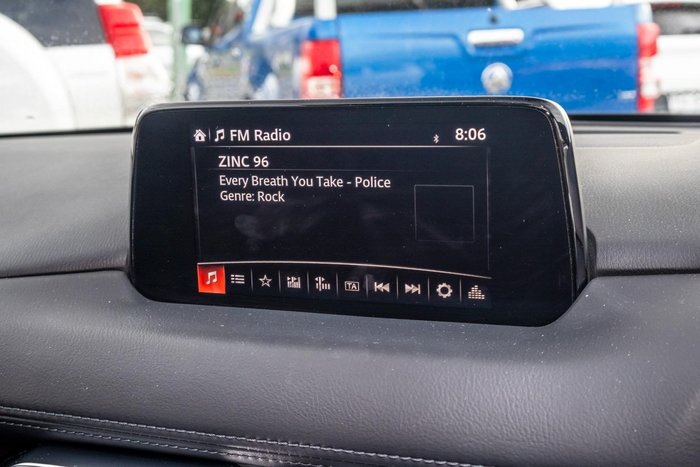 FM Radio 8:06
ZINC 96
Every Breath You Take - Police
Genre: Rock
TA